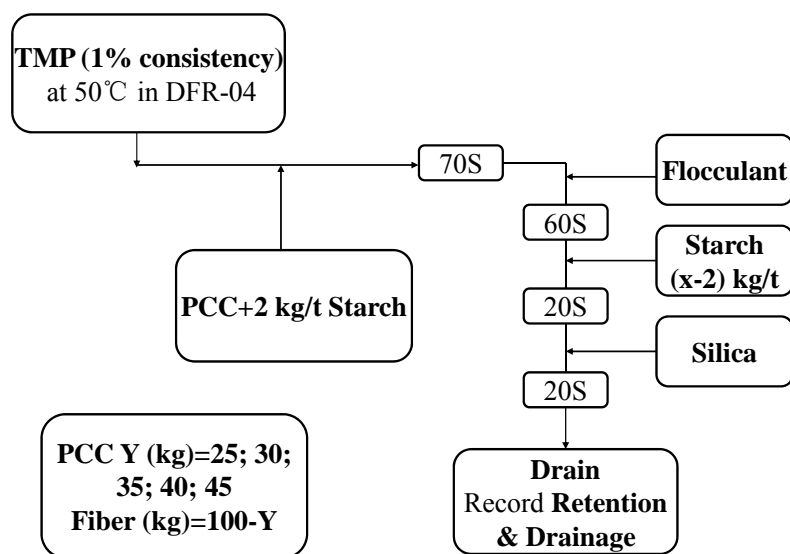 TMP (1% consistency)
at 50℃ in DFR-04
70S
Flocculant
60S
Starch
(x-2) kg/t
PCC+2 kg/t Starch
20S
Silica
20S
PCC Y (kg)=25; 30;
35; 40; 45
Fiber (kg)=100-Y
Drain
Record Retention
& Drainage